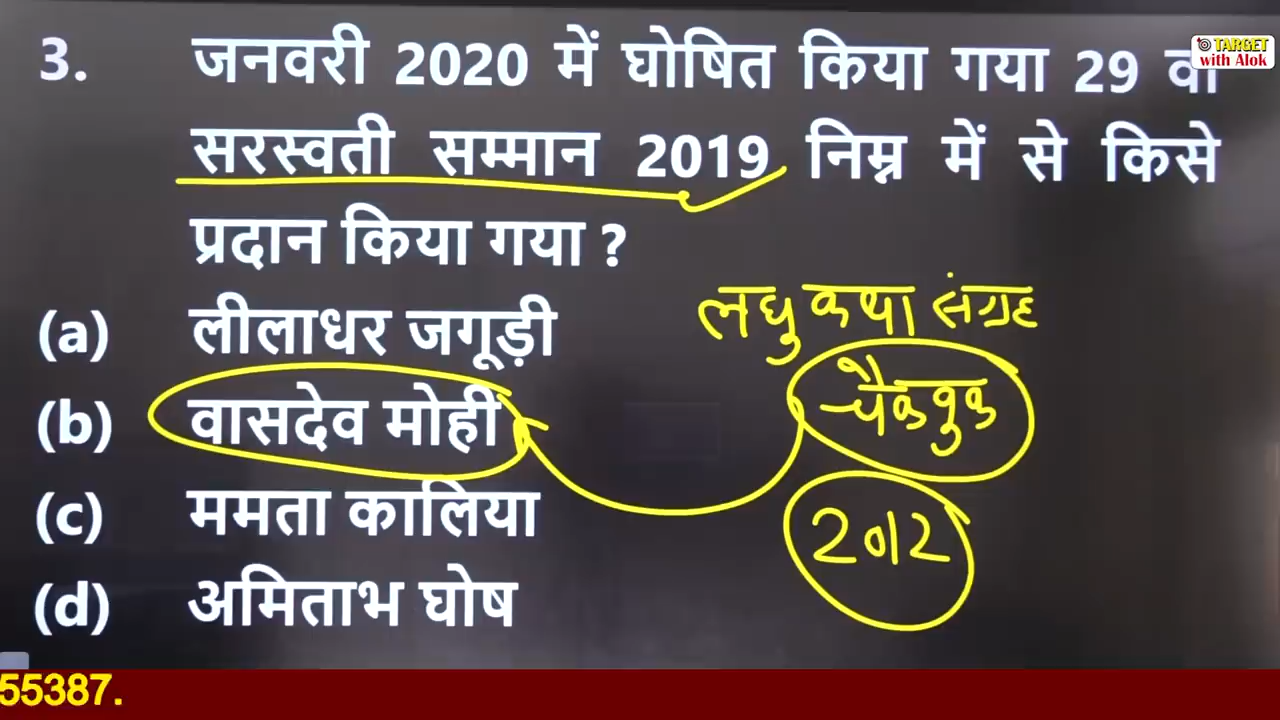 TARGET
with Alok
3. जनवरी 2020 में घोषित किया गया 29 वां
सरस्वती सम्मान 2019 निम्न में से किसे
प्रदान किया गया ?
(a) लीलाधर जगूड़ी
(b) वासदेव मोही
(c) ममता कालिया
(d) अमिताभ घोष
लघु कथा संग्रह
चैकबुक
2012
55387.